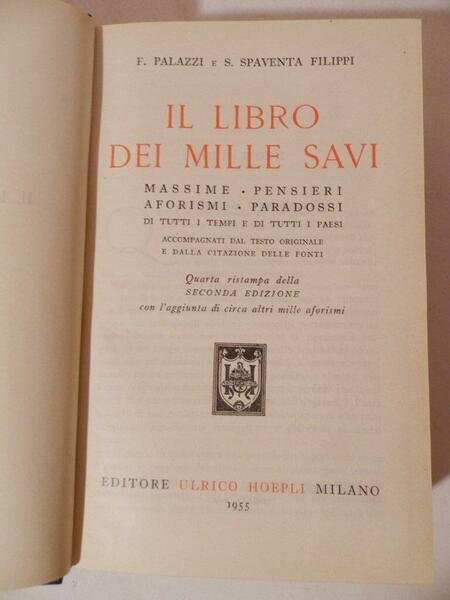 F. PALAZZI E S. SPAVENTA FILIPPI
IL LIBRO
DEI MILLE SAVI
MASSIME · PENSIERI
AFORISMI · PARADOSSI
DI TUTTI I TEMPI E DI TUTTI I PAESI
ACCOMPAGNATI DAL TESTO ORIGINALE
E DALLA CITAZIONE DELLE FONTI
Quarta ristampa della
SECONDA EDIZIONE
con l'aggiunta di circa altri mille aforismi
EDITORE ULRICO HOEPLI MILANO
1955